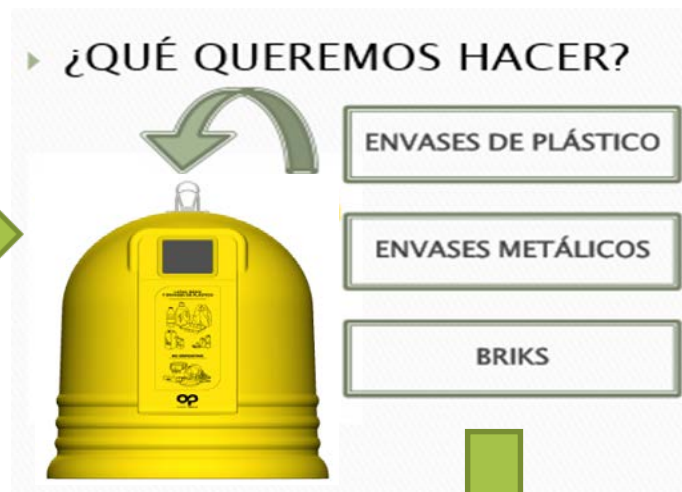 ¿QUÉ QUEREMOS HACER?
ENVASES DE PLÁSTICO
ENVASES METÁLICOS
BRIKS